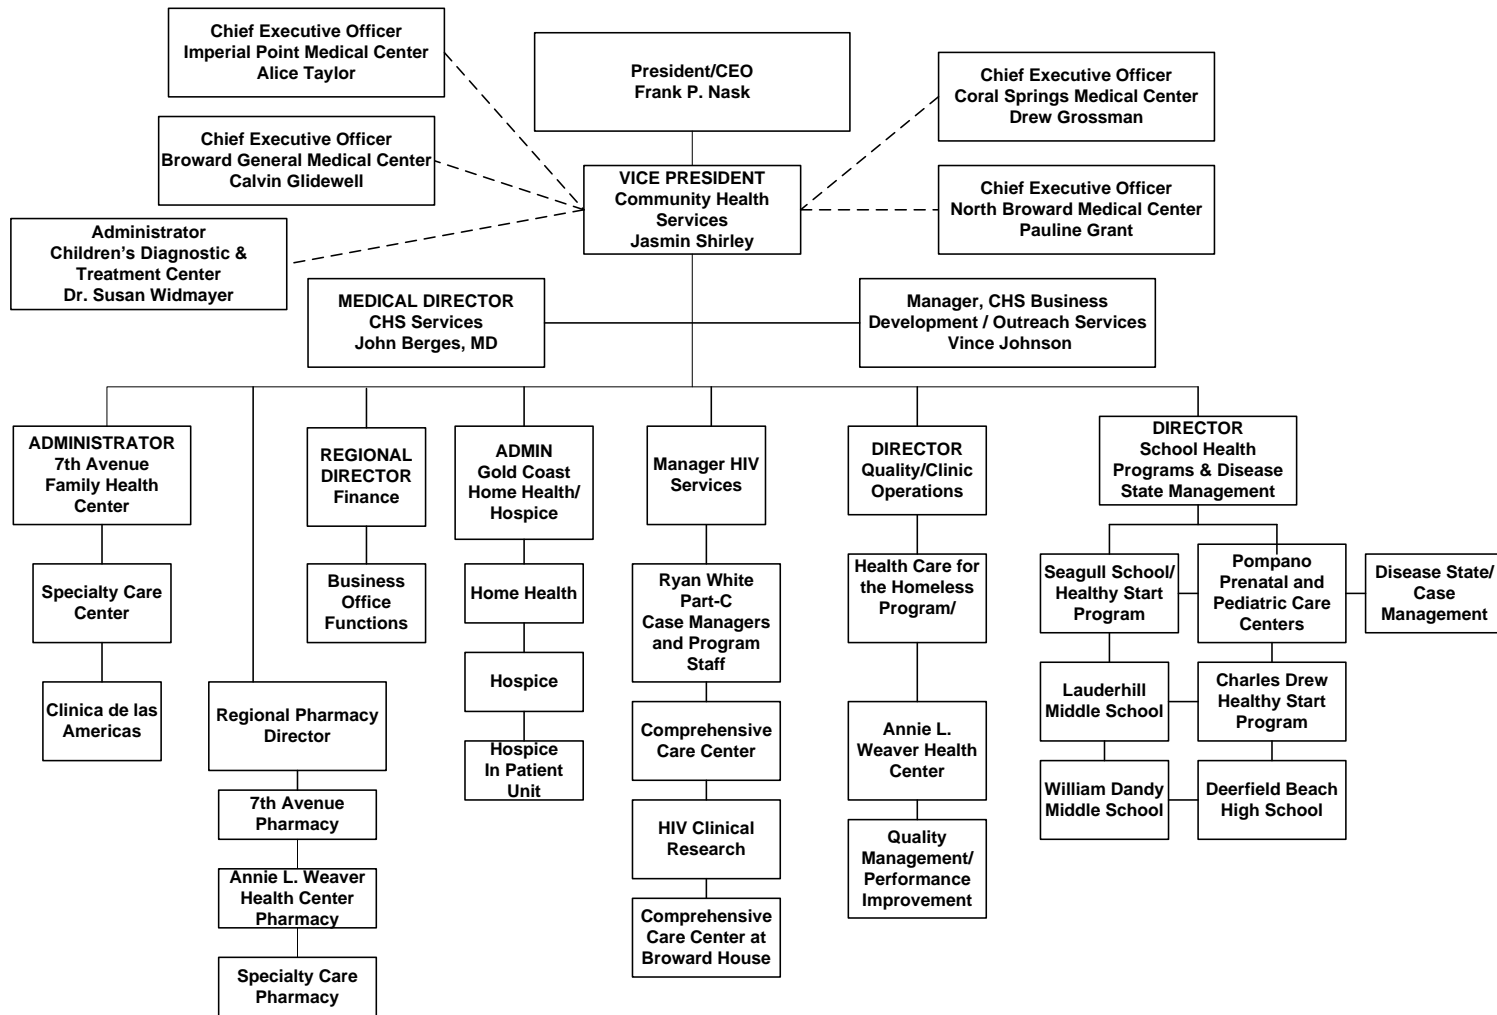 Chief Executive Officer
Imperial Point Medical Center
Alice Taylor
President/CEO
Frank P. Nask
Chief Executive Officer
Coral Springs Medical Center
Drew Grossman
Chief Executive Officer
Broward General Medical Center
Calvin Glidewell
VICE PRESIDENT
Community Health
Services
Jasmin Shirley
Chief Executive Officer
North Broward Medical Center
Pauline Grant
Administrator
Children's Diagnostic &
Treatment Center
Dr. Susan Widmayer
MEDICAL DIRECTOR
CHS Services
John Berges, MD
Manager, CHS Business
Development / Outreach Services
Vince Johnson
ADMINISTRATOR
7th Avenue
Family Health
Center
REGIONAL
DIRECTOR
Finance
ADMIN
Gold Coast
Home Health/
Hospice
Manager HIV
Services
DIRECTOR
Quality/Clinic
Operations
DIRECTOR
School Health
Programs & Disease
State Management
Specialty Care
Center
Business
Office
Functions
Home Health
Ryan White
Part-C
Case Managers
and Program
Staff
Health Care for
the Homeless
Program/
Seagull School/
Healthy Start
Program
Pompano
Prenatal and
Pediatric Care
Centers
Disease State/
Case
Management
Clinica de las
Americas
Regional Pharmacy
Director
Hospice
Comprehensive
Care Center
Annie L.
Weaver Health
Center
Lauderhill
Middle School
Charles Drew
Healthy Start
Program
Hospice
In Patient
Unit
7th Avenue
Pharmacy
HIV Clinical
Research
Quality
Management/
Performance
Improvement
William Dandy
Middle School
Deerfield Beach
High School
Annie L. Weaver
Health Center
Pharmacy
Comprehensive
Care Center at
Broward House
Specialty Care
Pharmacy